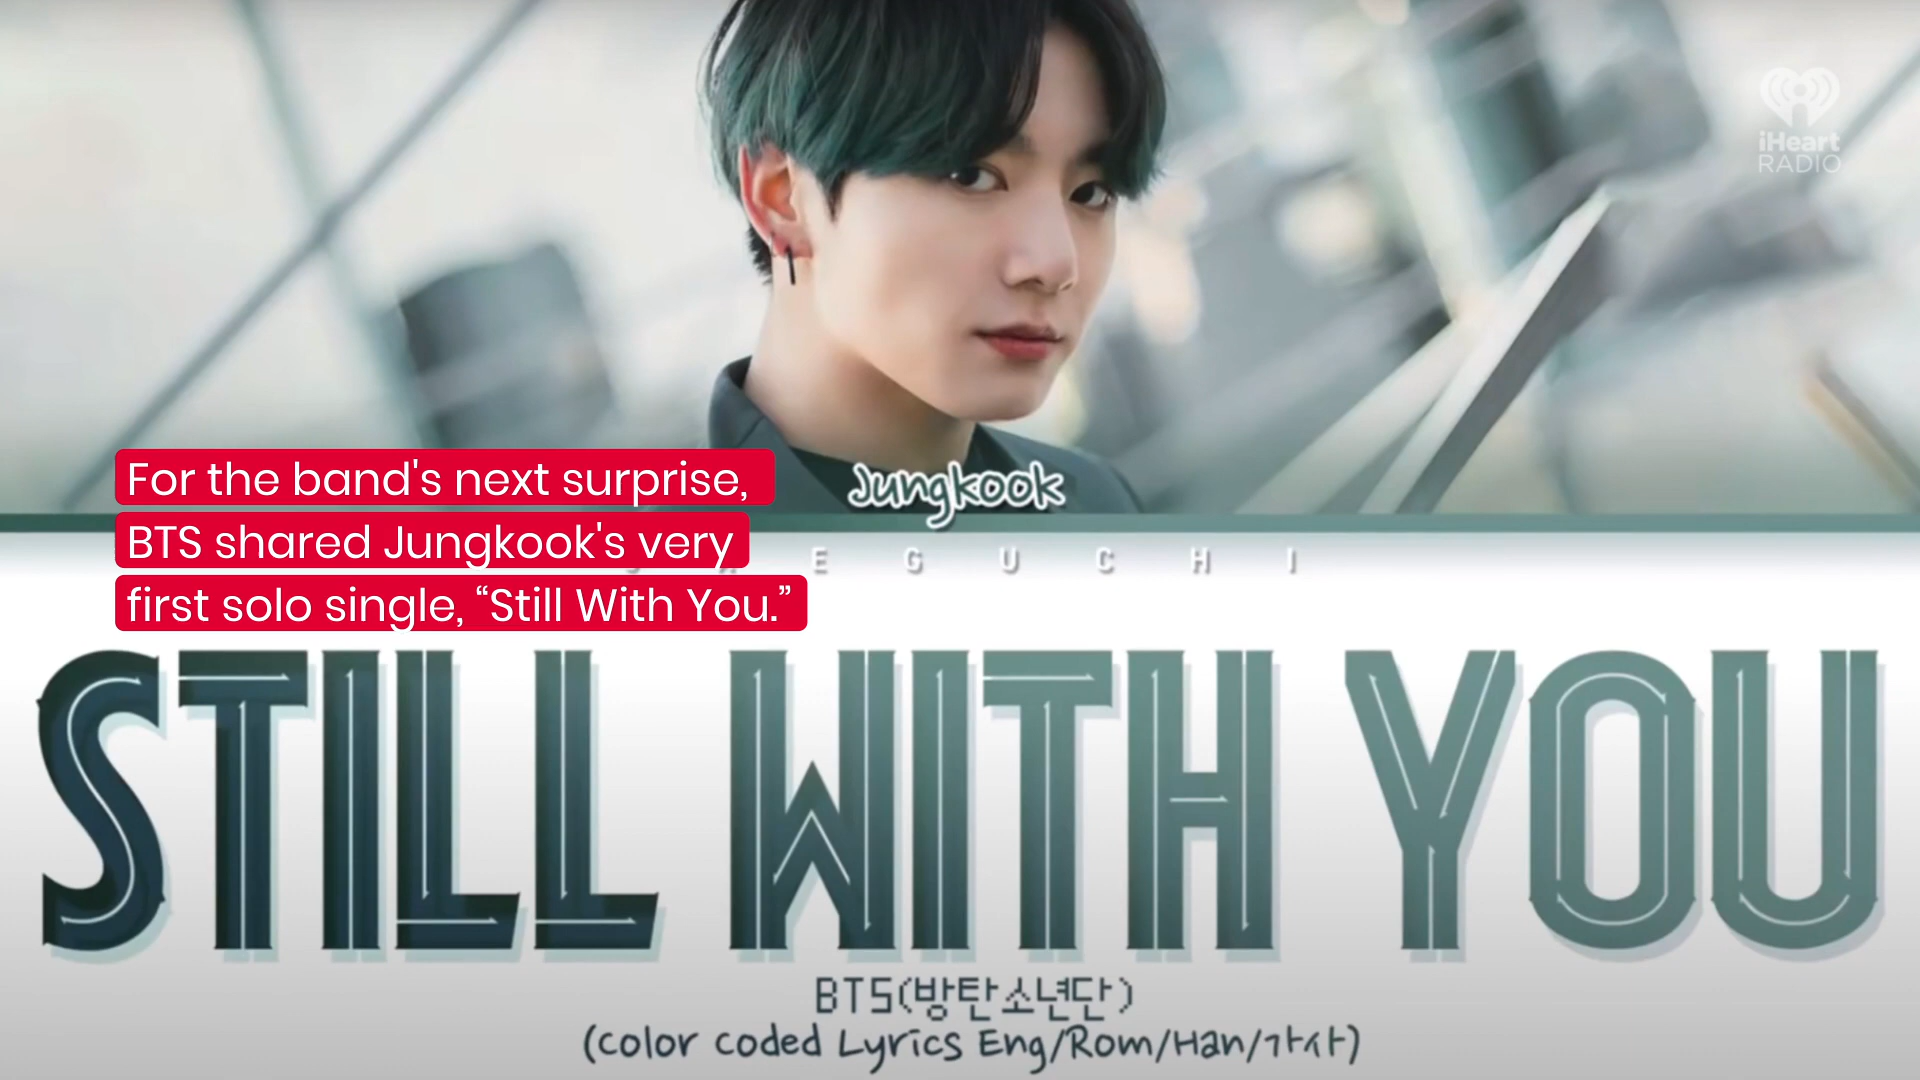 iHeart
RADIO
For the band's next surprise,
BTS shared Jungkook's very
first solo single, “Still With You.”
Jungkook
E G U C H I
STILL WITH YOU
BTS(방탄소년단)
(color coded Lyrics Eng/Rom/Han/가사)